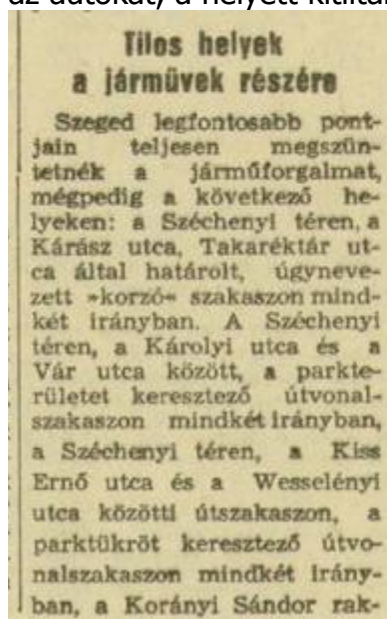 Tilos helyek
a járművek részére
Szeged legfontosabb pont-
jain teljesen megszün-
tetnék a járműforgalmat,
mégpedig a következő he-
lyeken: a Széchenyi téren, a
Kárász utca, Takaréktár ut-
ca által határolt, úgyneve-
zett »korzó« szakaszon mind-
két irányban. A Széchenyi
téren, a Károlyi utca és a
Vár utca között, a parkte-
rületet keresztező útvonal-
szakaszon mindkét irányban,
a Széchenyi téren, a Kiss
Ernő utca és a Wesselényi
utca közötti útszakaszon, a
parktükröt keresztező útvo-
nalszakaszon mindkét irány-
ban, a Korányi Sándor rak-